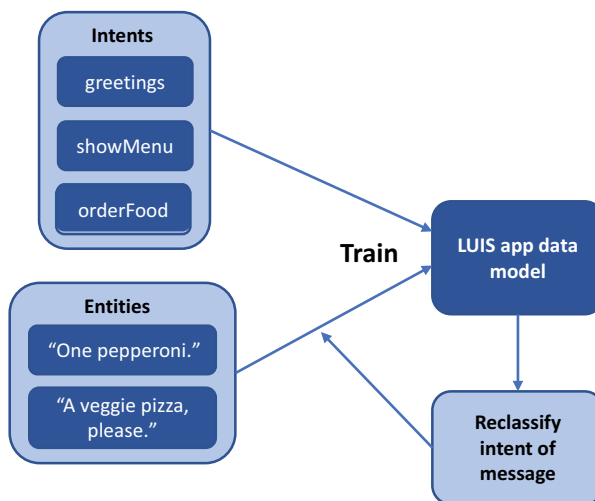 Intents
greetings
showMenu
orderFood
Train
LUIS app data
model
Entities
“One pepperoni.”
“A veggie pizza,
please.”
Reclassify
intent of
message